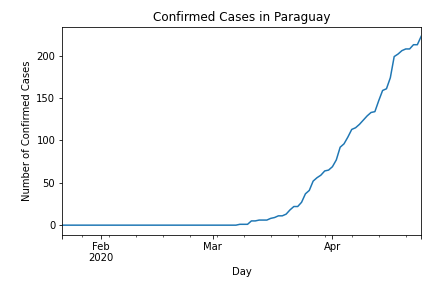 Confirmed Cases in Paraguay
Number of Confirmed Cases
200
150
100
50
0
Feb
2020
Mar
Apr
Day